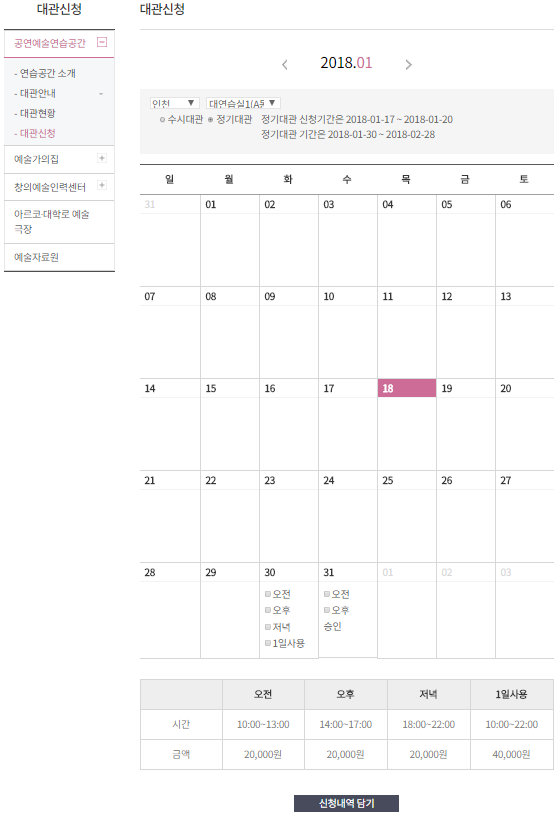 대관신청
공연예술연습공간
- 연습공간 소개
- 대관안내
- 대관현황
- 대관신청
예술가의집
창의예술인력센터
아르코·대학로 예술
극장
예술자료원
대관신청
2018.01
인천 ▼ 대연습실1(A동 ▼
수시대관 정기대관 정기대관 신청기간은 2018-01-17 ~ 2018-01-20
정기대관 기간은 2018-01-30 ~ 2018-02-28
일 월 화 수 목 금 토
31 01 02 03 04 05 06
07 08 09 10 11 12 13
14 15 16 17 18 19 20
21 22 23 24 25 26 27
28 29 30 31 01 02 03
오전 오전
오후 오후
저녁 승인
1일사용
오전 오후 저녁 1일사용
시간 10:00~13:00 14:00~17:00 18:00~22:00 10:00~22:00
금액 20,000원 20,000원 20,000원 40,000원
신청내역 담기